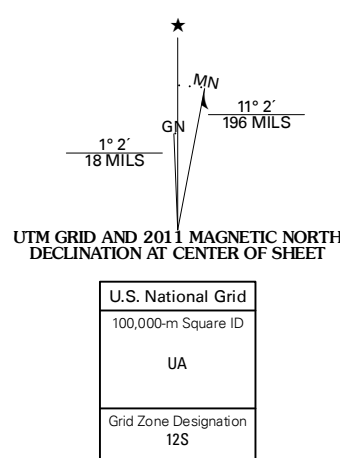 ★
MN
GN
11° 2´
196 MILS
1° 2´
18 MILS
UTM GRID AND 2011 MAGNETIC NORTH
DECLINATION AT CENTER OF SHEET
U.S. National Grid
100,000-m Square ID
UA
Grid Zone Designation
12S